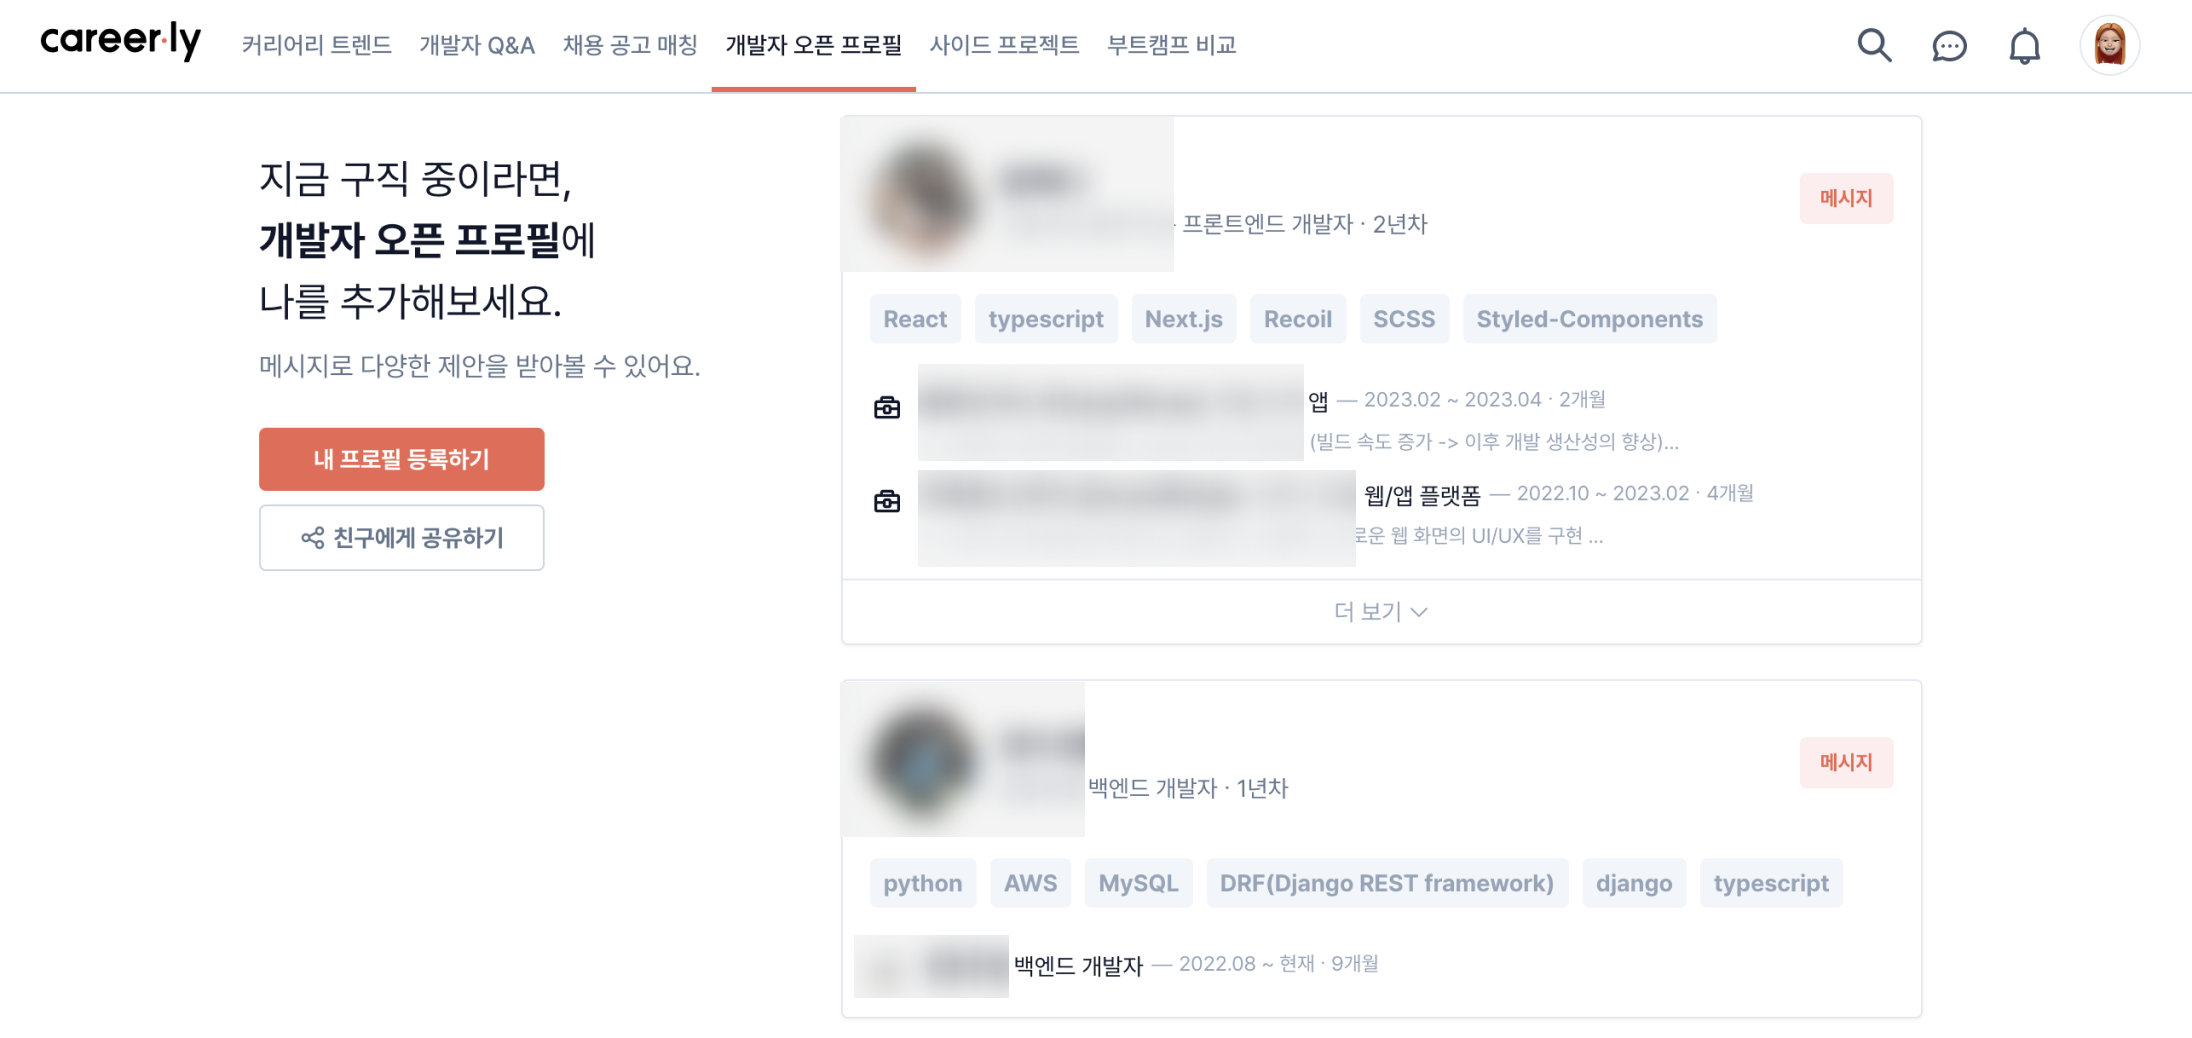 career·ly 커리어리 트렌드 개발자 Q&A 채용 공고 매칭 개발자 오픈 프로필 사이드 프로젝트 부트캠프 비교
지금 구직 중이라면,
개발자 오픈 프로필에
나를 추가해보세요.
메시지로 다양한 제안을 받아볼 수 있어요.
내 프로필 등록하기
친구에게 공유하기
메시지
프론트엔드 개발자 · 2년차
React typescript Next.js Recoil SCSS Styled-Components
앱 — 2023.02 ~ 2023.04 · 2개월
(빌드 속도 증가 -> 이후 개발 생산성의 향상)...
웹/앱 플랫폼 — 2022.10 ~ 2023.02 · 4개월
로운 웹 화면의 UI/UX를 구현 ...
더 보기
메시지
백엔드 개발자 · 1년차
python AWS MySQL DRF(Django REST framework) django typescript
백엔드 개발자 — 2022.08 ~ 현재 · 9개월